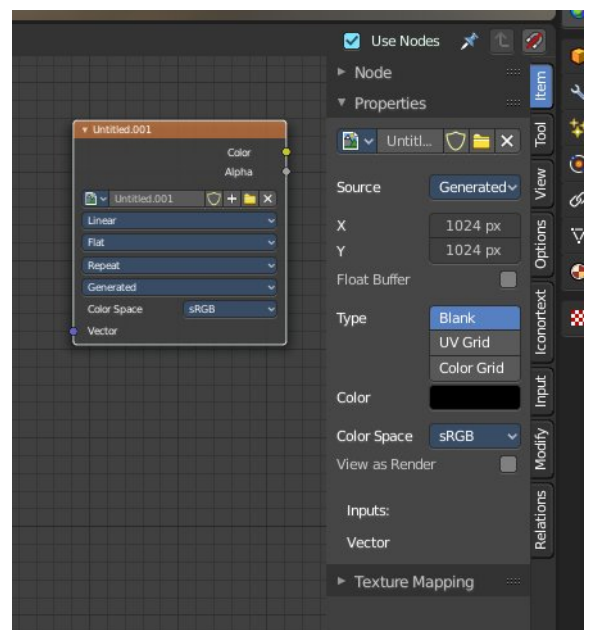 Use Nodes
Node
Properties
Untitled.001
Color
Alpha
Untitled.001
Linear
Flat
Repeat
Generated
Color Space sRGB
Vector
Untitl...
Source Generated
X 1024 px
Y 1024 px
Float Buffer
Type Blank
UV Grid
Color Grid
Color
Color Space sRGB
View as Render
Inputs:
Vector
Texture Mapping
Item
Tool
View
Options
Iconortext
Input
Modify
Relations